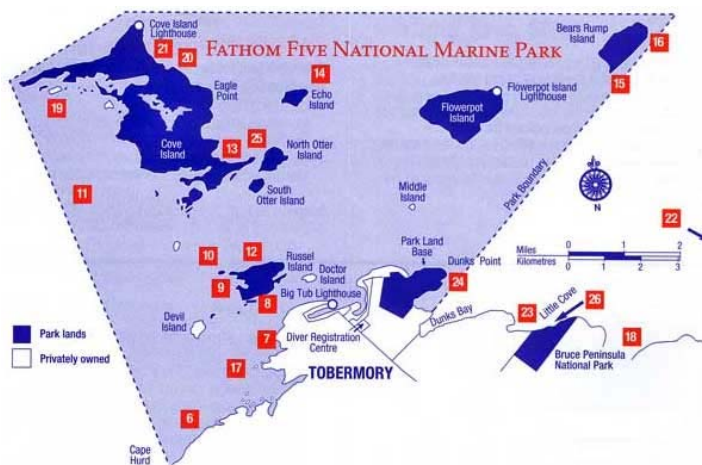 Cove Island
Lighthouse
21
20
FATHOM FIVE NATIONAL MARINE PARK
Bears Rump
Island
16
15
14
Echo
Island
Eagle
Point
19
Flowerpot Island
Lighthouse
Flowerpot
Island
Cove
Island
13
25
North Otter
Island
South
Otter Island
11
Middle
Island
Park Boundary
N
22
Miles
0 1 2
Kilometres
0 1 2 3
10
12
Russel
Island
Doctor
Island
Park Land
Base
Dunks
Point
24
9
8
Big Tub Lighthouse
Devil
Island
7
Diver Registration
Centre
Dunks Bay
23
Little Cove
26
18
Bruce Peninsula
National Park
Park lands
Privately owned
17
TOBERMORY
6
Cape
Hurd